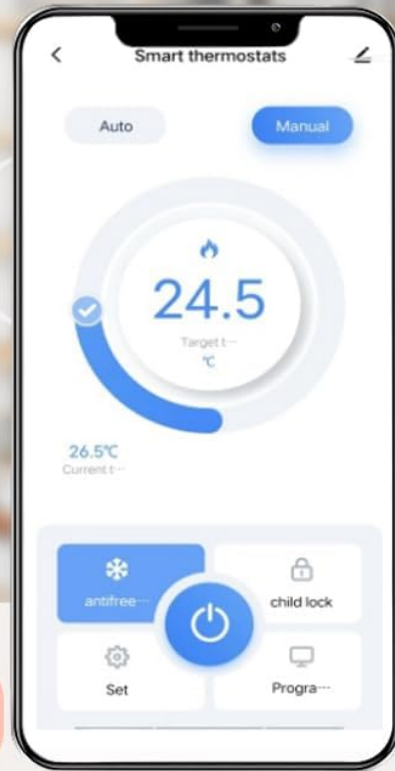 Smart thermostats
Auto
Manual
24.5
Target t...
℃
26.5℃
Current t...
antifree...
child lock
Set
Progra...